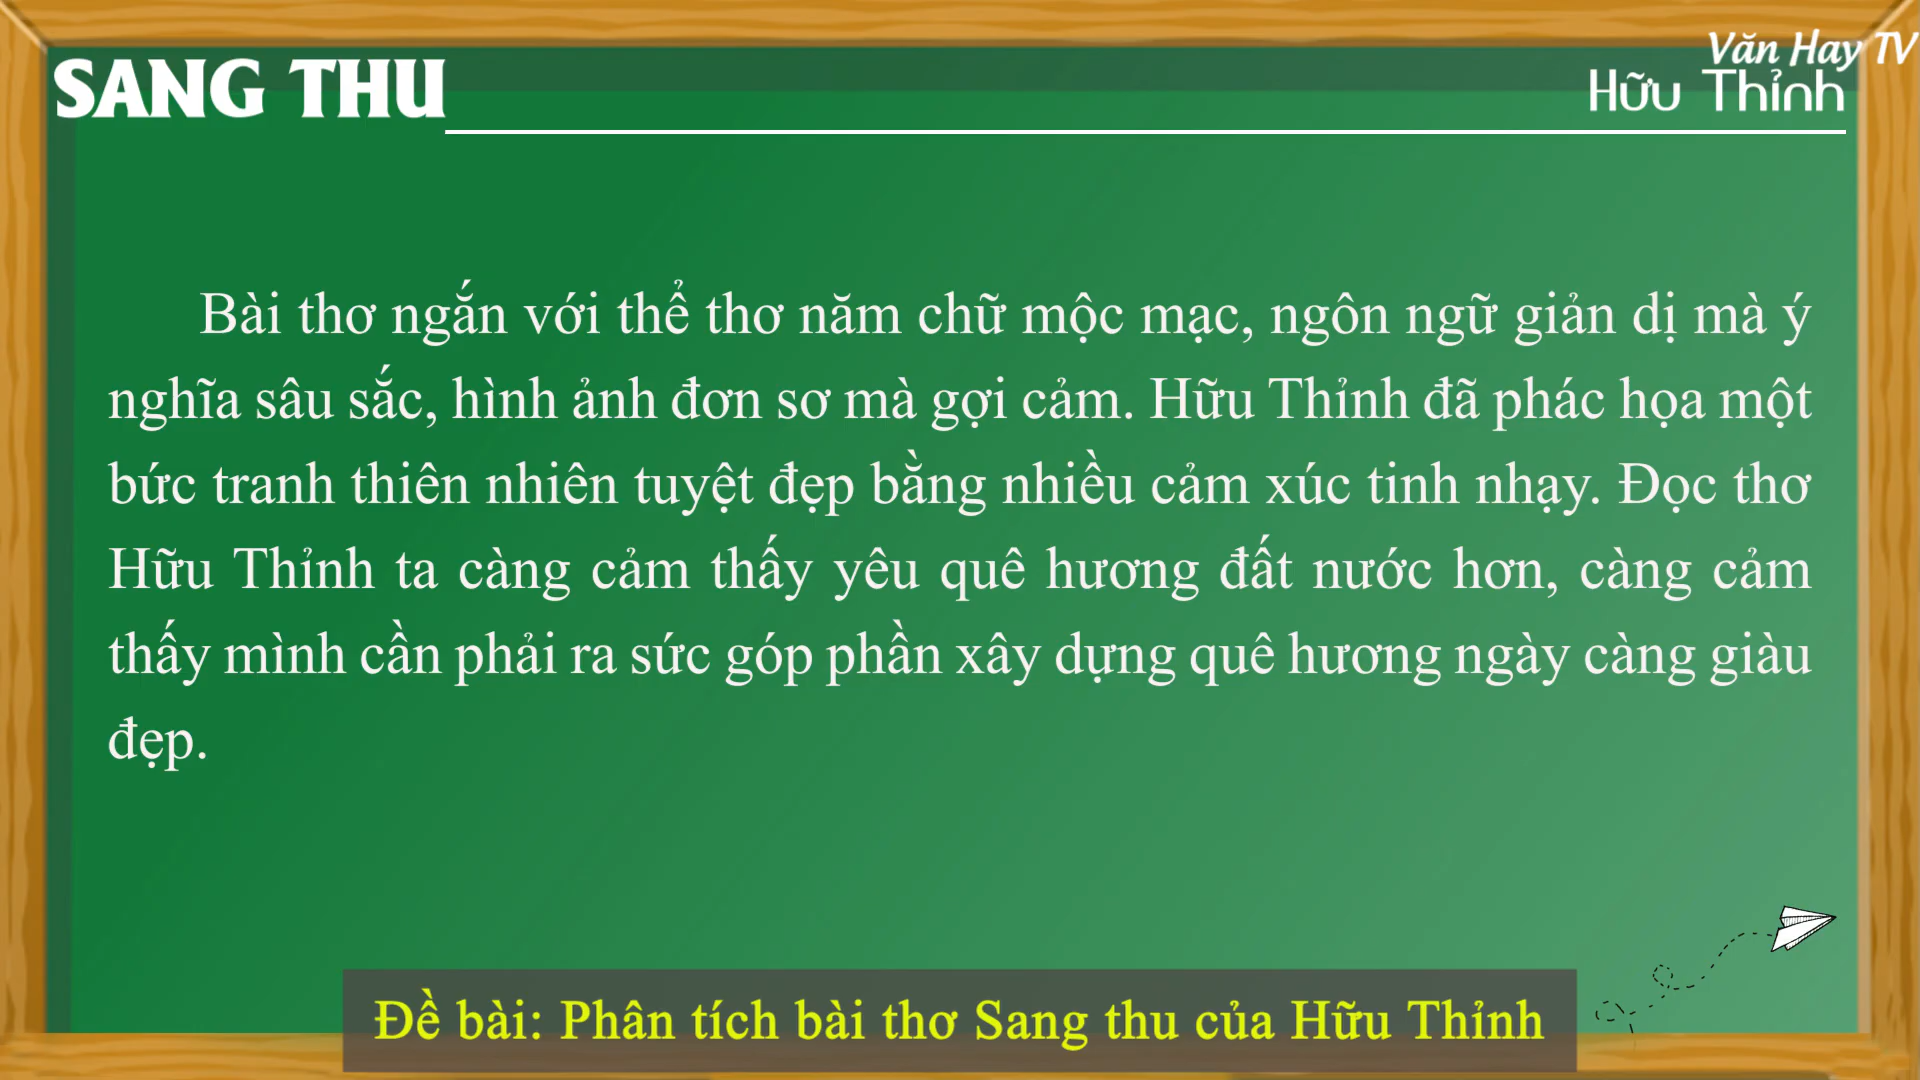 Văn Hay TV
SANG THU
Hữu Thỉnh
Bài thơ ngắn với thể thơ năm chữ mộc mạc, ngôn ngữ giản dị mà ý
nghĩa sâu sắc, hình ảnh đơn sơ mà gợi cảm. Hữu Thỉnh đã phác họa một
bức tranh thiên nhiên tuyệt đẹp bằng nhiều cảm xúc tinh nhạy. Đọc thơ
Hữu Thỉnh ta càng cảm thấy yêu quê hương đất nước hơn, càng cảm
thấy mình cần phải ra sức góp phần xây dựng quê hương ngày càng giàu
đẹp.
Đề bài: Phân tích bài thơ Sang thu của Hữu Thỉnh